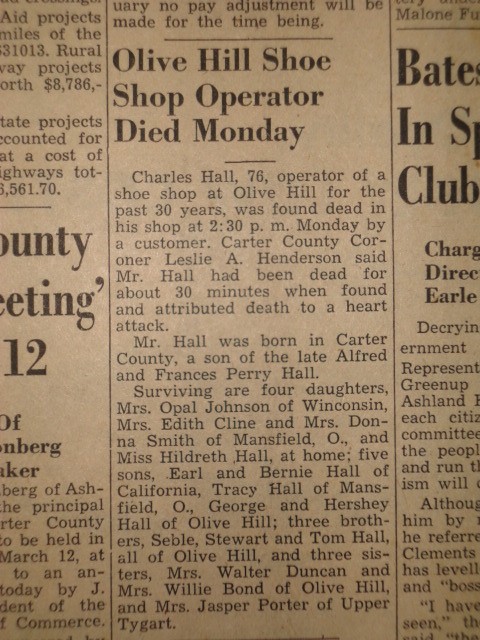 Aid projects
miles of the
631013. Rural
way projects
orth $8,786,-
tate projects
ccounted for
at a cost of
ighways tot-
6,561.70.
ounty
eeting'
12
Of
onberg
aker
berg of Ash-
the principal
rter County
to be held in
March 12, at
to an an-
today by J.
dent of the
f Commerce.
uary no pay adjustment will be
made for the time being.
Olive Hill Shoe
Shop Operator
Died Monday
Charles Hall, 76, operator of a
shoe shop at Olive Hill for the
past 30 years, was found dead in
his shop at 2:30 p. m. Monday by
a customer. Carter County Cor-
oner Leslie A. Henderson said
Mr. Hall had been dead for
about 30 minutes when found
and attributed death to a heart
attack.
Mr. Hall was born in Carter
County, a son of the late Alfred
and Frances Perry Hall.
Surviving are four daughters,
Mrs. Opal Johnson of Winconsin,
Mrs. Edith Cline and Mrs. Don-
na Smith of Mansfield, O., and
Miss Hildreth Hall, at home; five
sons, Earl and Bernie Hall of
California, Tracy Hall of Mans-
field, O., George and Hershey
Hall of Olive Hill; three broth-
ers, Seble, Stewart and Tom Hall,
all of Olive Hill, and three sis-
ters, Mrs. Walter Duncan and
Mrs. Willie Bond of Olive Hill,
and Mrs. Jasper Porter of Upper
Tygart.
Malone Fu
Bates
In Sp
Club
Charg
Direc
Earle
Decryin
ernment
Represent
Greenup
Ashland
each citiz
committee
the peopl
and run th
ism will
Althoug
him by
he referre
Clements
has levell
and "boss
"I have
seen," th